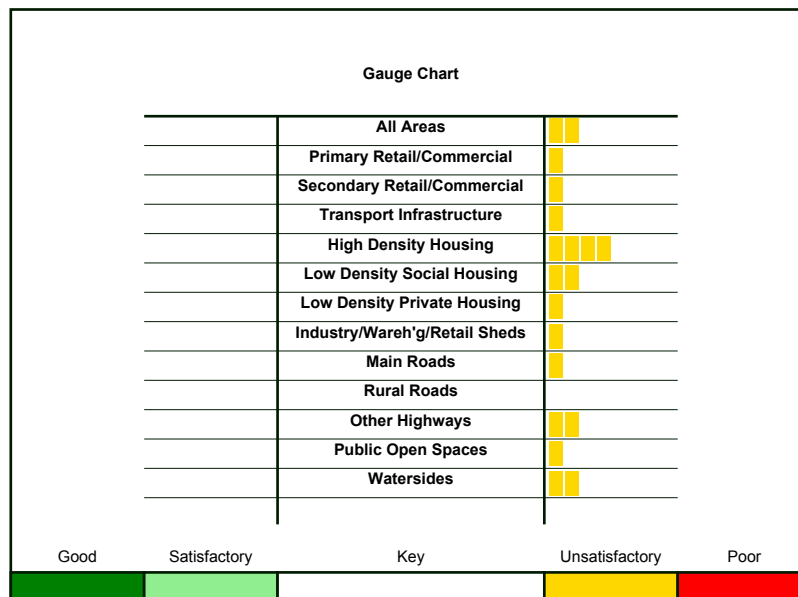 Gauge Chart
All Areas
Primary Retail/Commercial
Secondary Retail/Commercial
Transport Infrastructure
High Density Housing
Low Density Social Housing
Low Density Private Housing
Industry/Wareh'g/Retail Sheds
Main Roads
Rural Roads
Other Highways
Public Open Spaces
Watersides
Good Satisfactory Key Unsatisfactory Poor